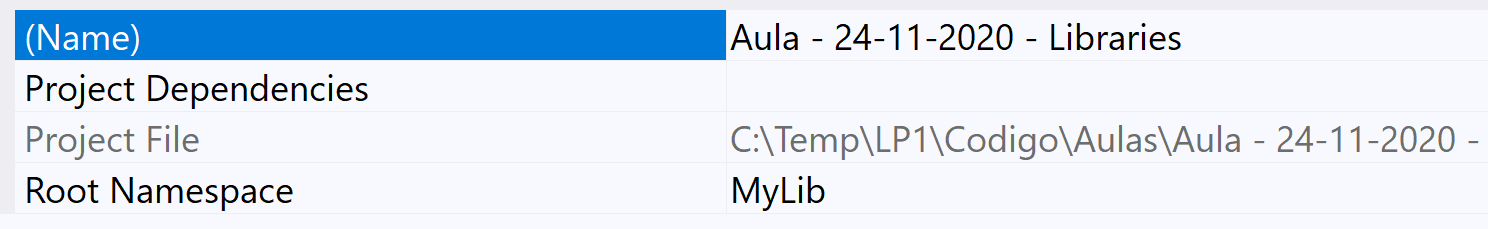 (Name) Aula - 24-11-2020 - Libraries
Project Dependencies
Project File C:\Temp\LP1\Codigo\Aulas\Aula - 24-11-2020 -
Root Namespace MyLib